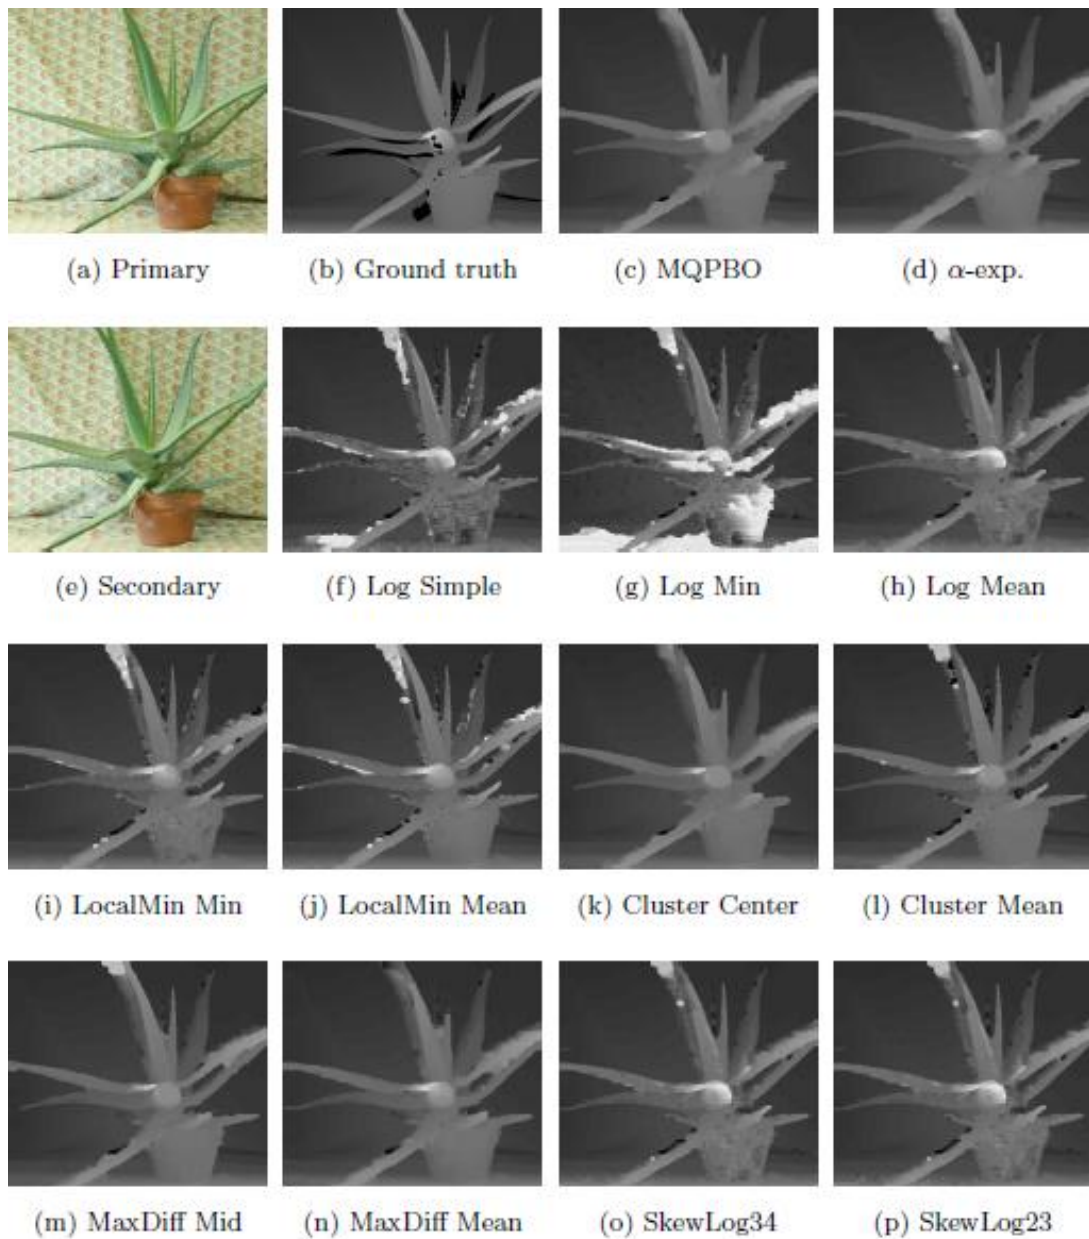 (a) Primary
(b) Ground truth
(c) MQPBO
(d) α-exp.
(e) Secondary
(f) Log Simple
(g) Log Min
(h) Log Mean
(i) LocalMin Min
(j) LocalMin Mean
(k) Cluster Center
(l) Cluster Mean
(m) MaxDiff Mid
(n) MaxDiff Mean
(o) SkewLog34
(p) SkewLog23